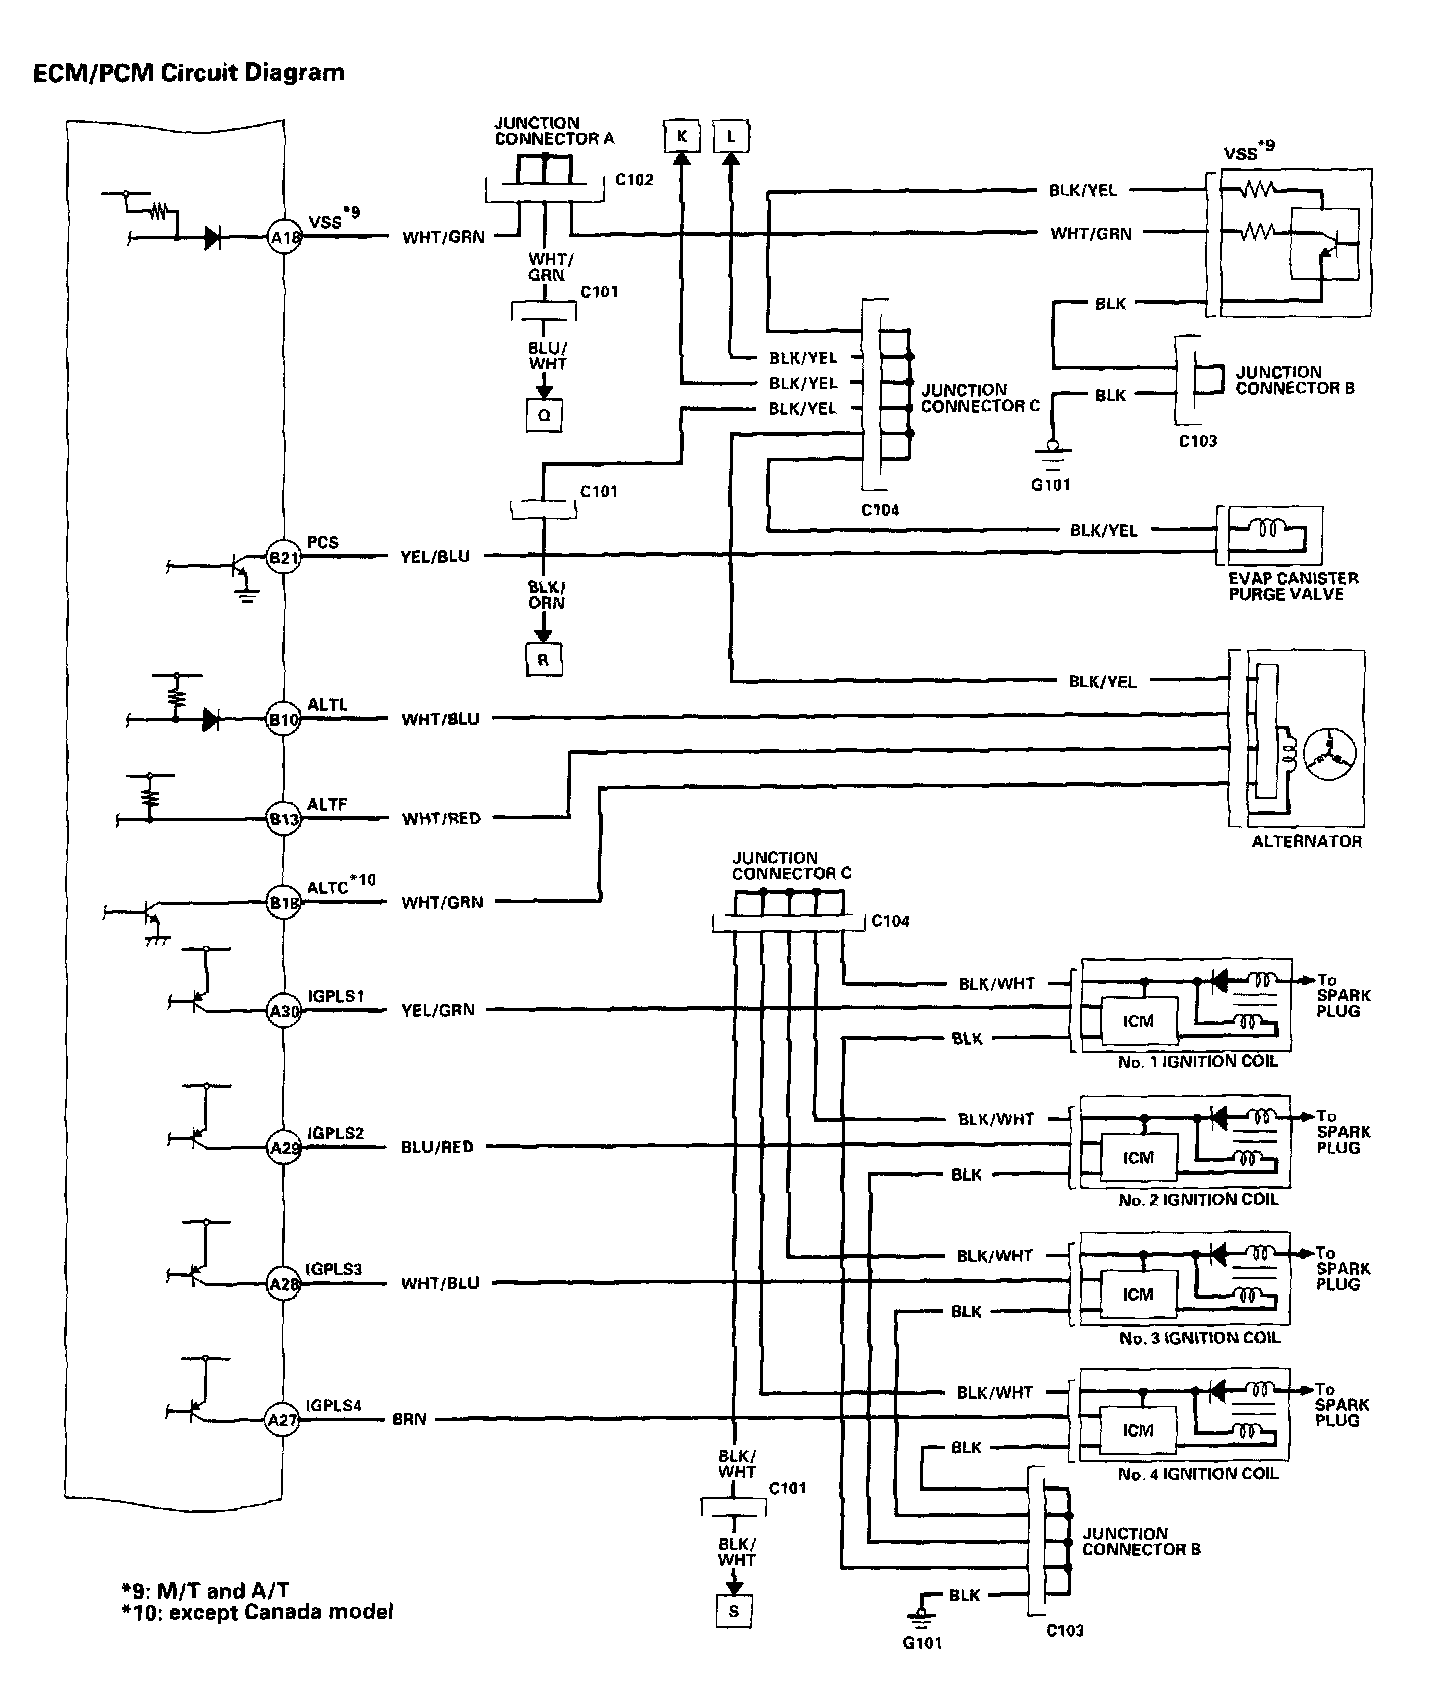 ECM/PCM Circuit Diagram
JUNCTION
CONNECTOR A
C102
K
L
VSS*9
BLK/YEL
A18
VSS*9
WHT/GRN
WHT/GRN
WHT/
GRN
C101
BLU/
WHT
Q
BLK
BLK/YEL
BLK/YEL
BLK/YEL
JUNCTION
CONNECTOR C
C104
JUNCTION
CONNECTOR B
BLK
C103
G101
C101
B21
PCS
YEL/BLU
BLK/YEL
EVAP CANISTER
PURGE VALVE
BLK/
ORN
R
BLK/YEL
B10
ALTL
WHT/BLU
B13
ALTF
WHT/RED
ALTERNATOR
B18
ALTC*10
WHT/GRN
JUNCTION
CONNECTOR C
C104
A30
IGPLS1
YEL/GRN
BLK/WHT
BLK
ICM
To
SPARK
PLUG
No. 1 IGNITION COIL
A29
IGPLS2
BLU/RED
BLK/WHT
BLK
ICM
To
SPARK
PLUG
No. 2 IGNITION COIL
A28
IGPLS3
WHT/BLU
BLK/WHT
BLK
ICM
To
SPARK
PLUG
No. 3 IGNITION COIL
A27
IGPLS4
BRN
BLK/WHT
BLK
ICM
To
SPARK
PLUG
No. 4 IGNITION COIL
BLK/
WHT
C101
BLK/
WHT
S
JUNCTION
CONNECTOR B
BLK
G101
C103
*9: M/T and A/T
*10: except Canada model